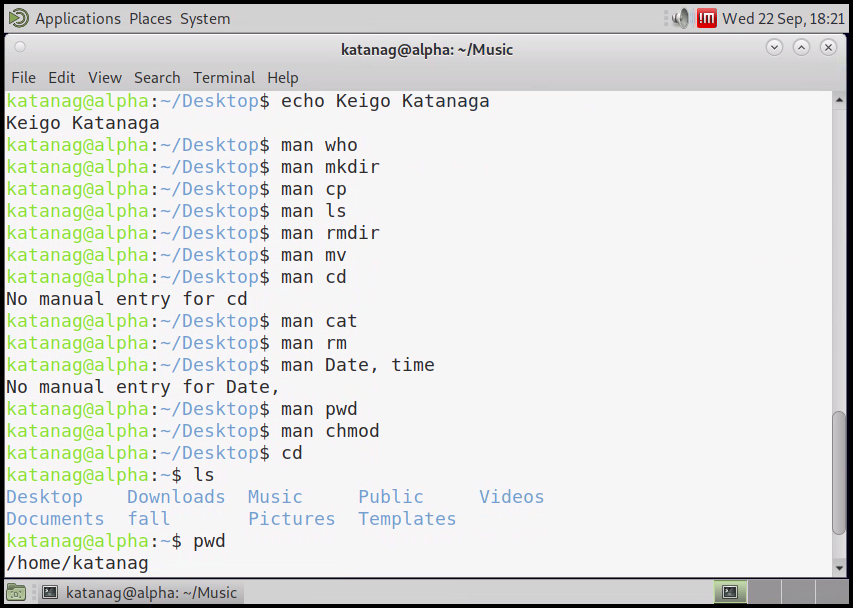 Applications Places System !m Wed 22 Sep, 18:21
katanag@alpha: ~/Music
File Edit View Search Terminal Help
katanag@alpha:~/Desktop$ echo Keigo Katanaga
Keigo Katanaga
katanag@alpha:~/Desktop$ man who
katanag@alpha:~/Desktop$ man mkdir
katanag@alpha:~/Desktop$ man cp
katanag@alpha:~/Desktop$ man ls
katanag@alpha:~/Desktop$ man rmdir
katanag@alpha:~/Desktop$ man mv
katanag@alpha:~/Desktop$ man cd
No manual entry for cd
katanag@alpha:~/Desktop$ man cat
katanag@alpha:~/Desktop$ man rm
katanag@alpha:~/Desktop$ man Date, time
No manual entry for Date,
katanag@alpha:~/Desktop$ man pwd
katanag@alpha:~/Desktop$ man chmod
katanag@alpha:~/Desktop$ cd
katanag@alpha:~$ ls
Desktop Downloads Music Public Videos
Documents fall Pictures Templates
katanag@alpha:~$ pwd
/home/katanag
katanag@alpha: ~/Music